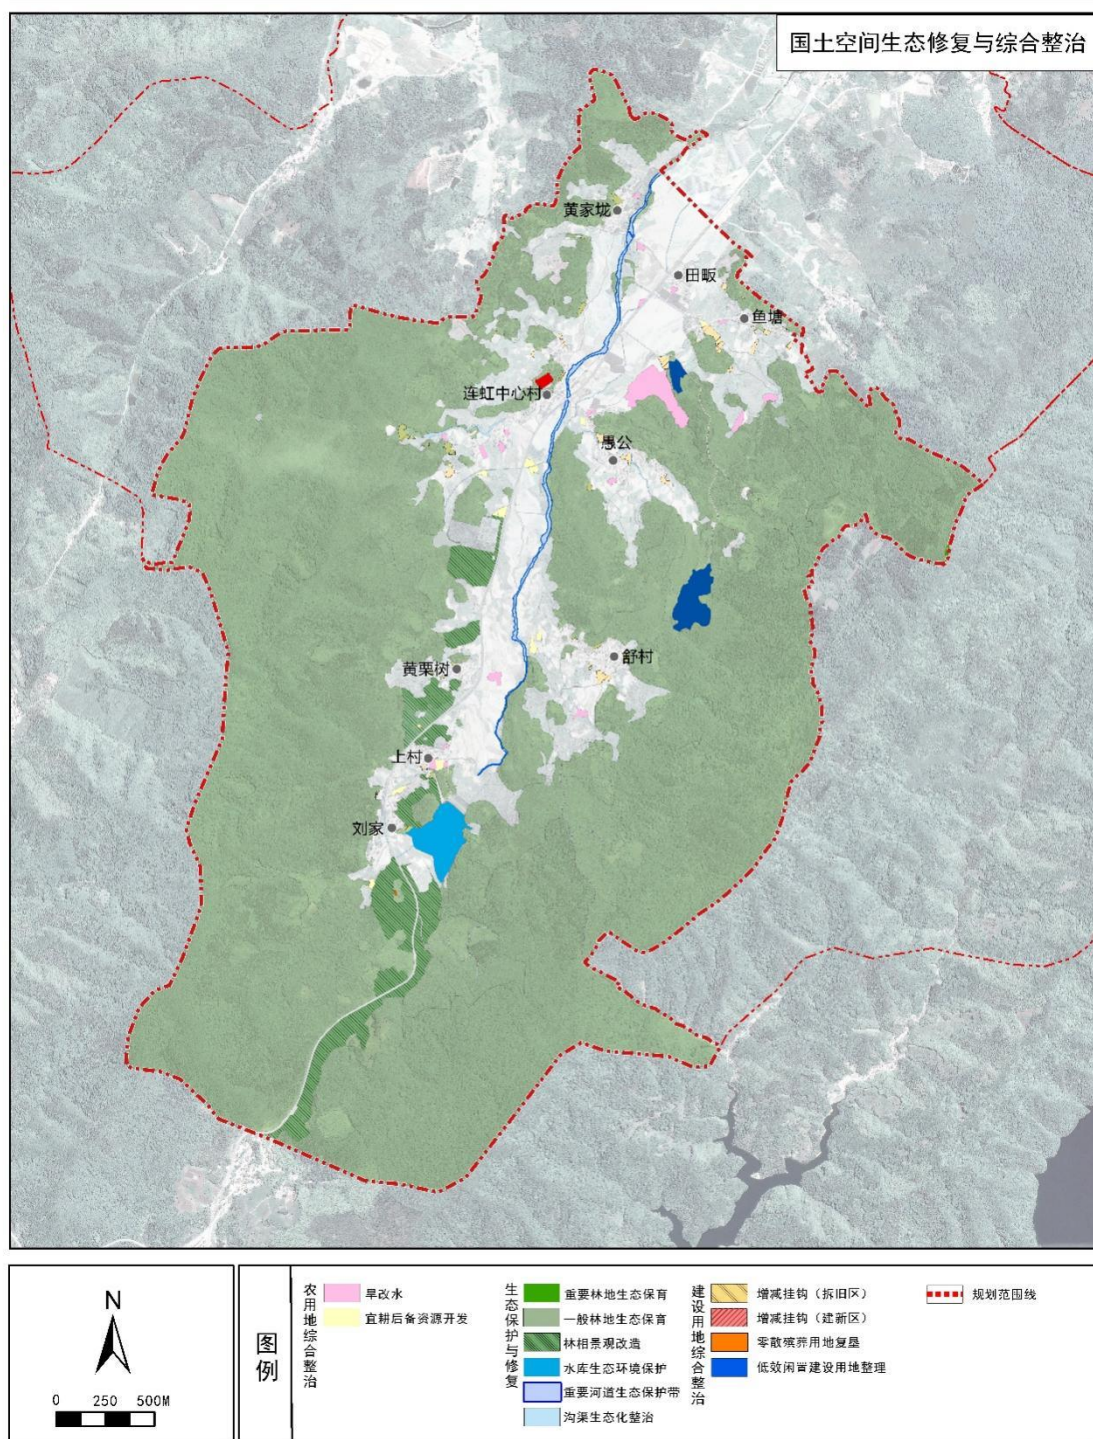 国土空间生态修复与综合整治
黄家垅
田畈
鱼塘
连虹中心村
愚公
舒村
黄栗树
上村
刘家
N
0 250 500M
图例
农用地综合整治
旱改水
宜耕后备资源开发
生态保护与修复
重要林地生态保育
一般林地生态保育
林相景观改造
水库生态环境保护
重要河道生态保护带
沟渠生态化整治
建设用地综合整治
增减挂钩（拆旧区）
增减挂钩（建新区）
零散殡葬用地复垦
低效闲置建设用地整理
规划范围线